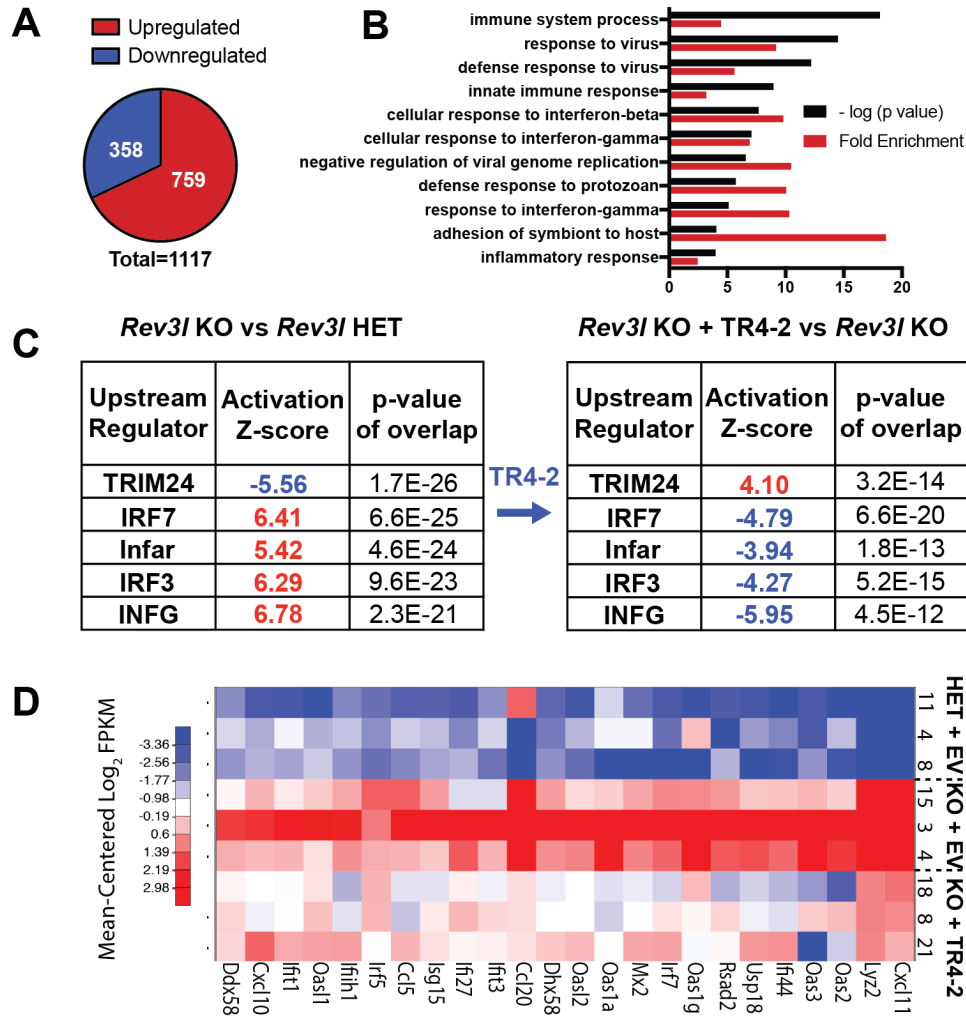 A
Upregulated
Downregulated
358
759
Total=1117
B
immune system process
response to virus
defense response to virus
innate immune response
cellular response to interferon-beta
cellular response to interferon-gamma
negative regulation of viral genome replication
defense response to protozoan
response to interferon-gamma
adhesion of symbiont to host
inflammatory response
- log (p value)
Fold Enrichment
0 5 10 15 20
C
Rev3l KO vs Rev3l HET
Upstream Regulator Activation Z-score p-value of overlap
TRIM24 -5.56 1.7E-26
IRF7 6.41 6.6E-25
Infar 5.42 4.6E-24
IRF3 6.29 9.6E-23
INFG 6.78 2.3E-21
TR4-2
Rev3l KO + TR4-2 vs Rev3l KO
Upstream Regulator Activation Z-score p-value of overlap
TRIM24 4.10 3.2E-14
IRF7 -4.79 6.6E-20
Infar -3.94 1.8E-13
IRF3 -4.27 5.2E-15
INFG -5.95 4.5E-12
D
Mean-Centered Log2 FPKM
-3.36
-2.56
-1.77
-0.98
-0.19
0.6
1.39
2.19
2.98
11
4
8
15
3
4
18
8
21
HET + EV
KO + EV
KO + TR4-2
Ddx58
Cxcl10
Ifit1
Oasl1
Ifih1
Irf5
Ccl5
Isg15
Ifi27
Ifit3
Ccl20
Dhx58
Oasl2
Oas1a
Mx2
Irf7
Oas1g
Rsad2
Usp18
Ifi44
Oas3
Oas2
Lyz2
Cxcl11